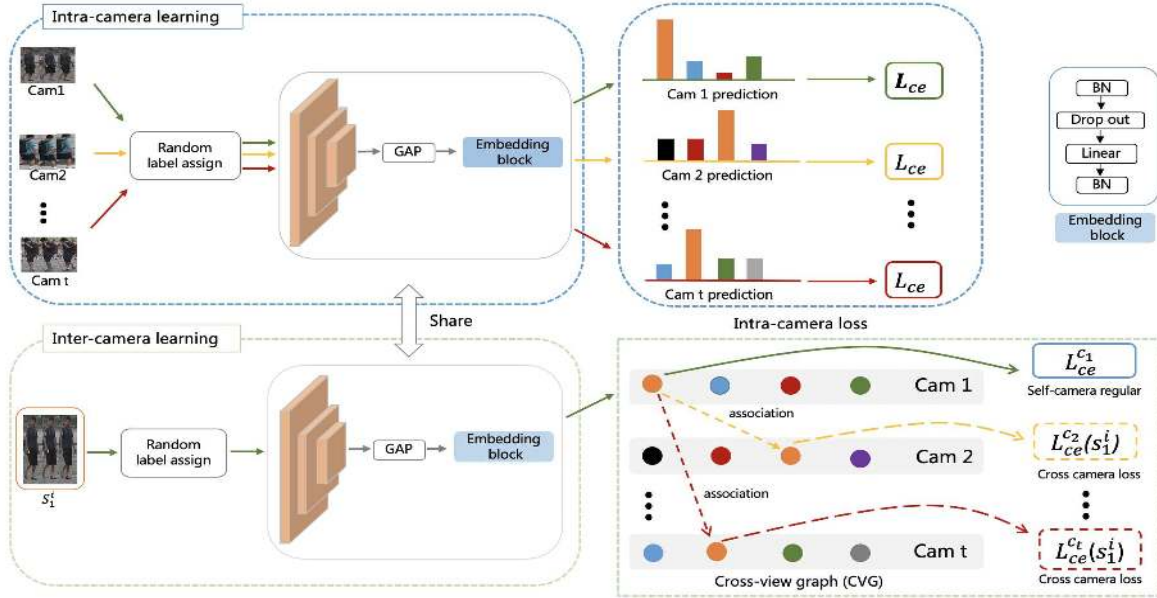 Intra-camera learning
Cam1
Cam2
Cam t
Random
label assign
GAP
Embedding
block
Cam 1 prediction
Cam 2 prediction
Cam t prediction
L_ce
L_ce
L_ce
Intra-camera loss
BN
Drop out
Linear
BN
Embedding
block
Share
Inter-camera learning
S_1^i
Random
label assign
GAP
Embedding
block
Cam 1
association
Cam 2
association
Cam t
Cross-view graph (CVG)
L_ce^{c_1}
Self-camera regular
L_ce^{c_2}(s_1^i)
Cross camera loss
L_ce^{c_t}(s_1^i)
Cross camera loss